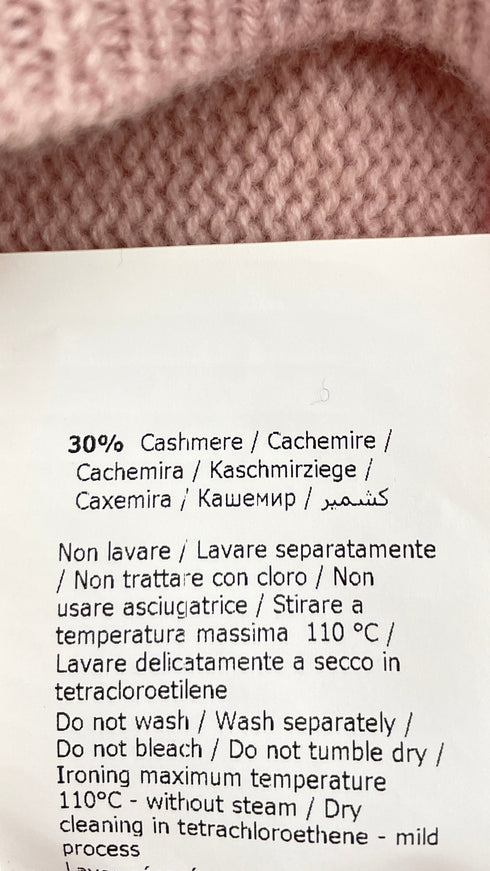 30% Cashmere / Cachemire /
Cachemira / Kaschmirziege /
Caxemira / Кашемир / كشمير
Non lavare / Lavare separatamente
/ Non trattare con cloro / Non
usare asciugatrice / Stirare a
temperatura massima 110 °C /
Lavare delicatamente a secco in
tetracloroetilene
Do not wash / Wash separately /
Do not bleach / Do not tumble dry /
Ironing maximum temperature
110°C - without steam / Dry
cleaning in tetrachloroethene - mild
process